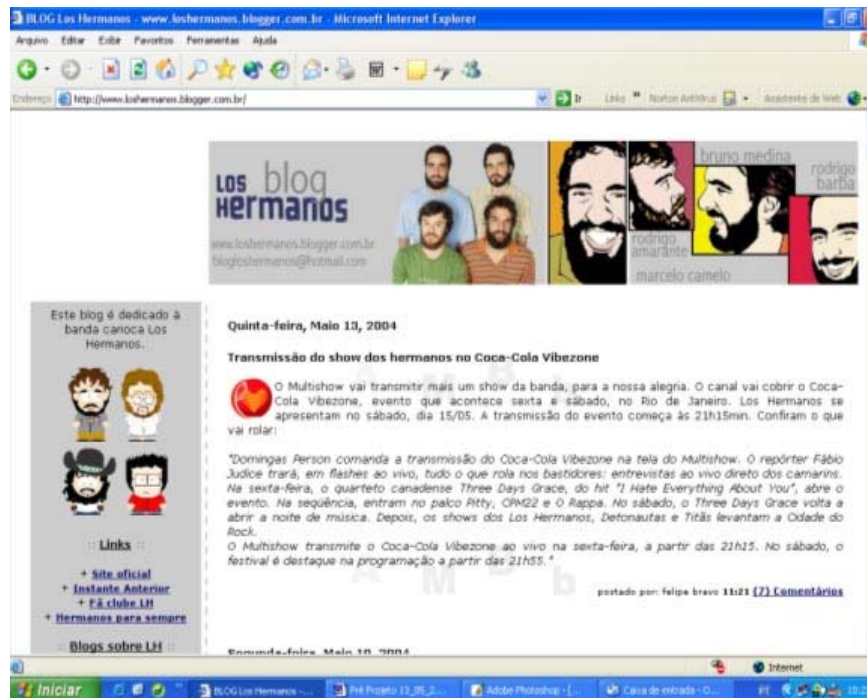 BLOG Los Hermanos - www.loshermanos.blogger.com.br - Microsoft Internet Explorer
Arquivo Editar Exibir Favoritos Ferramentas Ajuda
Endereço http://www.loshermanos.blogger.com.br/ Ir Links Norton AntiVirus Assistente de Web
Los blog Hermanos
www.loshermanos.blogger.com.br
blogloshermanos@hotmail.com
bruno medina
rodrigo barba
rodrigo amarante
marcelo camelo
Este blog é dedicado à
banda carioca Los
Hermanos.
:: Links ::
+ Site oficial
+ Instante Anterior
+ Fã clube LH
+ Hermanos para sempre
:: Blogs sobre LH ::
Quinta-feira, Maio 13, 2004
Transmissão do show dos hermanos no Coca-Cola Vibezone
O Multishow vai transmitir mais um show da banda, para a nossa alegria. O canal vai cobrir o Coca-
Cola Vibezone, evento que acontece sexta e sábado, no Rio de Janeiro. Los Hermanos se
apresentam no sábado, dia 15/05. A transmissão do evento começa às 21h15min. Confiram o que
vai rolar:
"Domingas Person comanda a transmissão do Coca-Cola Vibezone na tela do Multishow. O repórter Fábio
Judice trará, em flashes ao vivo, tudo o que rola nos bastidores: entrevistas ao vivo direto dos camarins.
Na sexta-feira, o quarteto canadense Three Days Grace, do hit "I Hate Everything About You", abre o
evento. Na seqüência, entram no palco Pitty, CPM22 e O Rappa. No sábado, o Three Days Grace volta a
abrir a noite de música. Depois, os shows dos Los Hermanos, Detonautas e Titãs levantam a Cidade do
Rock.
O Multishow transmite o Coca-Cola Vibezone ao vivo na sexta-feira, a partir das 21h15. No sábado, o
festival é destaque na programação a partir das 21h55."
A M B b
postado por: felipe bravo 11:21 (7) Comentários
Segunda-feira, Maio 10, 2004
Internet
Iniciar BLOG Los Hermanos -... Pré Projeto 13_05_2... Adobe Photoshop - [... Caixa de entrada - O...